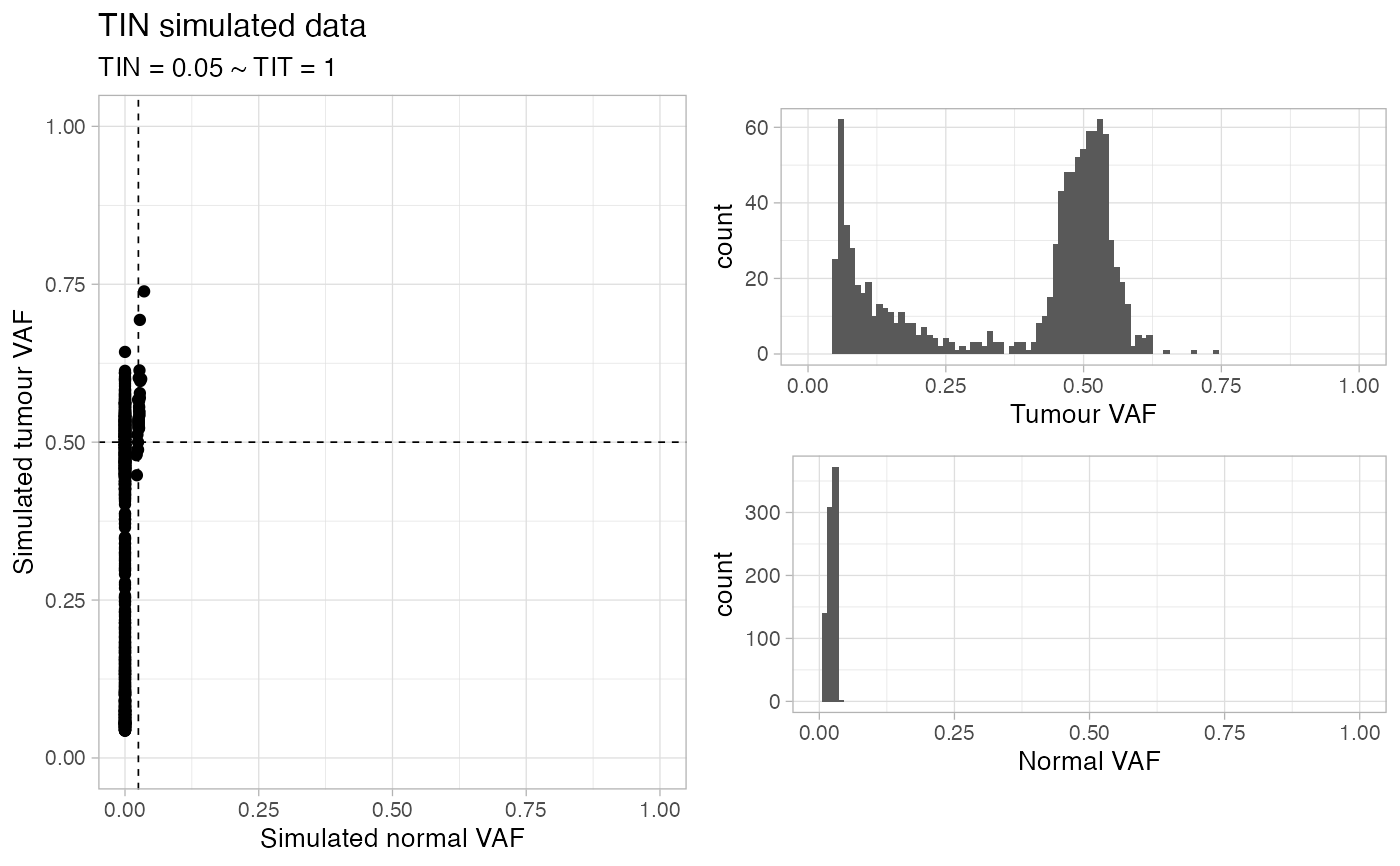 TIN simulated data
TIN = 0.05 ~ TIT = 1
1.00
0.75
0.50
0.25
0.00
Simulated tumour VAF
0.00 0.25 0.50 0.75 1.00
Simulated normal VAF
60
40
20
0
count
0.00 0.25 0.50 0.75 1.00
Tumour VAF
300
200
100
0
count
0.00 0.25 0.50 0.75 1.00
Normal VAF